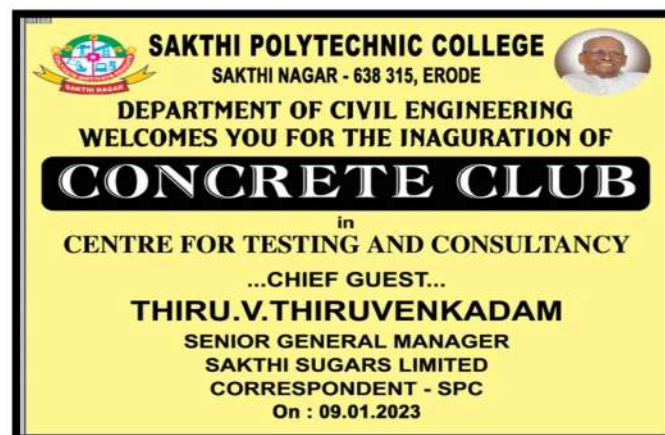 SAKTHI POLYTECHNIC COLLEGE
SAKTHI NAGAR - 638 315, ERODE
SAKTHI NAGAR
DEPARTMENT OF CIVIL ENGINEERING
WELCOMES YOU FOR THE INAGURATION OF
CONCRETE CLUB
in
CENTRE FOR TESTING AND CONSULTANCY
...CHIEF GUEST...
THIRU.V.THIRUVENKADAM
SENIOR GENERAL MANAGER
SAKTHI SUGARS LIMITED
CORRESPONDENT - SPC
On : 09.01.2023